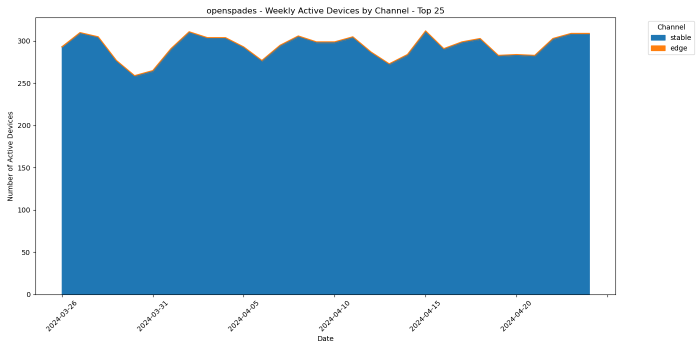 openspades - Weekly Active Devices by Channel - Top 25
Number of Active Devices
300
250
200
150
100
50
0
2024-03-26
2024-03-31
2024-04-05
2024-04-10
2024-04-15
2024-04-20
Date
Channel
stable
edge